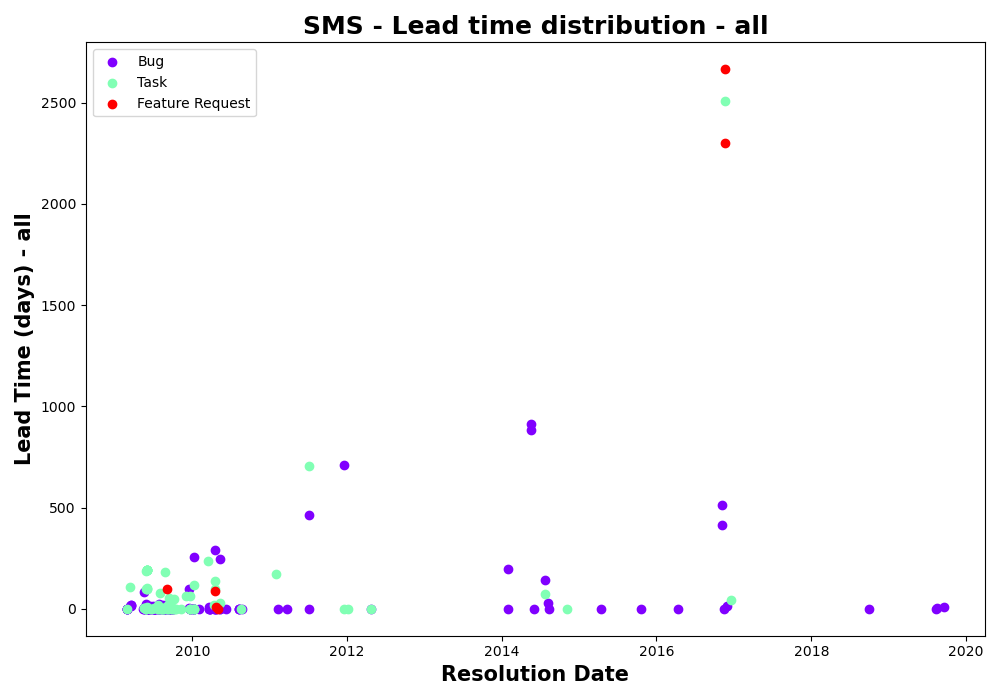 SMS - Lead time distribution - all
Bug
Task
Feature Request
Lead Time (days) - all
2500
2000
1500
1000
500
0
2010 2012 2014 2016 2018 2020
Resolution Date